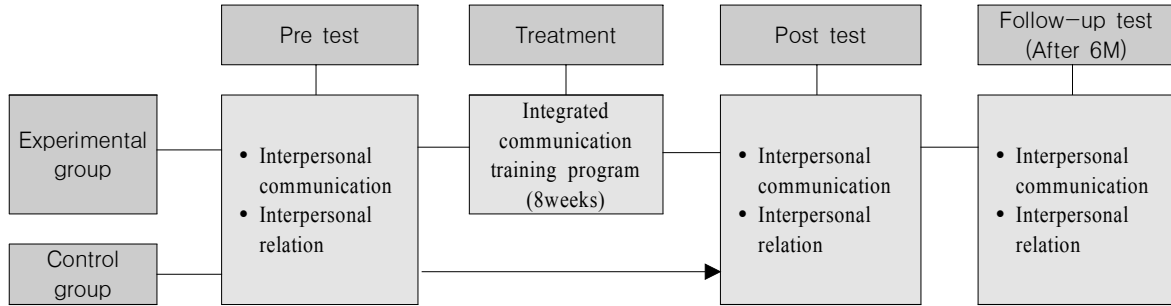 Pre test
Treatment
Post test
Follow-up test
(After 6M)
Experimental
group
• Interpersonal
communication
• Interpersonal
relation
Integrated
communication
training program
(8weeks)
• Interpersonal
communication
• Interpersonal
relation
• Interpersonal
communication
• Interpersonal
relation
Control
group